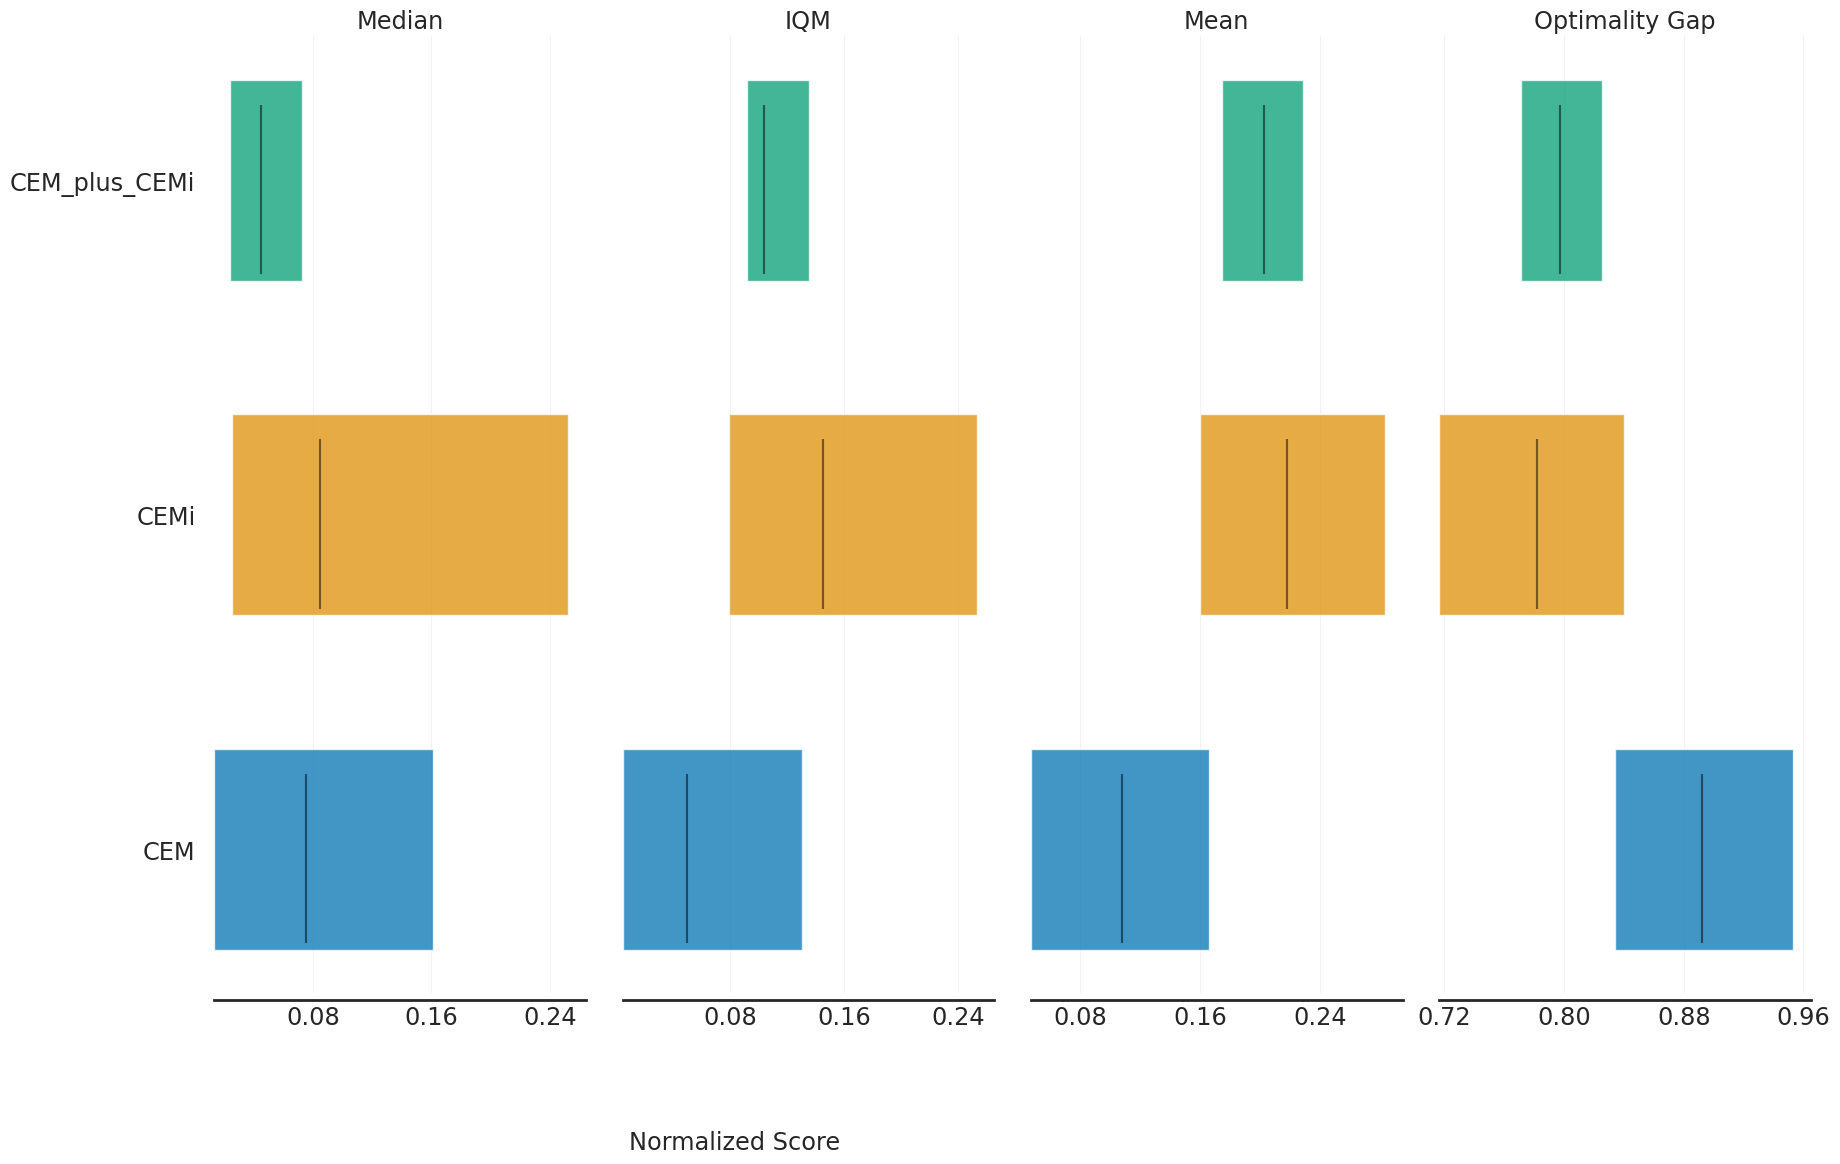 Median IQM Mean Optimality Gap
CEM_plus_CEMi
CEMi
CEM
0.08 0.16 0.24 0.08 0.16 0.24 0.08 0.16 0.24 0.72 0.80 0.88 0.96
Normalized Score